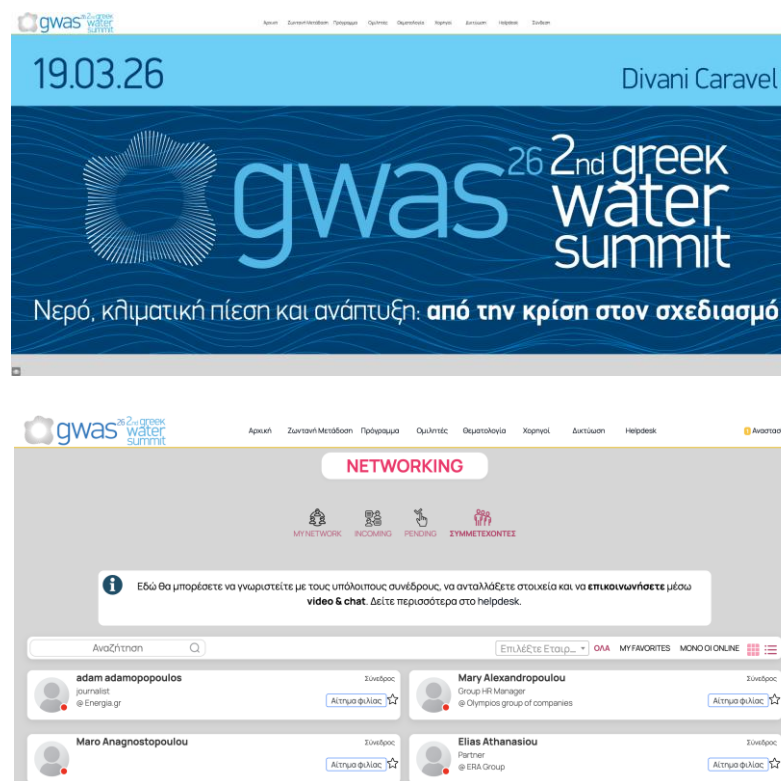 gwas 26 2nd greek
water
summit
Αρχική Ζωντανή Μετάδοση Πρόγραμμα Ομιλητές Θεματολογία Χορηγοί Δικτύωση Helpdesk Σύνδεση
19.03.26 Divani Caravel
gwas 26 2nd greek
water
summit
Νερό, κλιματική πίεση και ανάπτυξη: από την κρίση στον σχεδιασμό
gwas 26 2nd greek
water
summit
Αρχική Ζωντανή Μετάδοση Πρόγραμμα Ομιλητές Θεματολογία Χορηγοί Δικτύωση Helpdesk Αναστασ
NETWORKING
MY NETWORK INCOMING PENDING ΣΥΜΜΕΤΕΧΟΝΤΕΣ
Εδώ θα μπορέσετε να γνωριστείτε με τους υπόλοιπους συνέδρους, να ανταλλάξετε στοιχεία και να επικοινωνήσετε μέσω
video & chat. Δείτε περισσότερα στο helpdesk.
Αναζήτηση Επιλέξτε Εταιρ... ΟΛΑ MY FAVORITES ΜΟΝΟ ΟΙ ONLINE
adam adamopopoulos Σύνεδρος
journalist
@ Energia.gr Αίτημα φιλίας
Mary Alexandropoulou Σύνεδρος
Group HR Manager
@ Olympios group of companies Αίτημα φιλίας
Maro Anagnostopoulou Σύνεδρος
Αίτημα φιλίας
Elias Athanasiou Σύνεδρος
Partner
@ ERA Group Αίτημα φιλίας